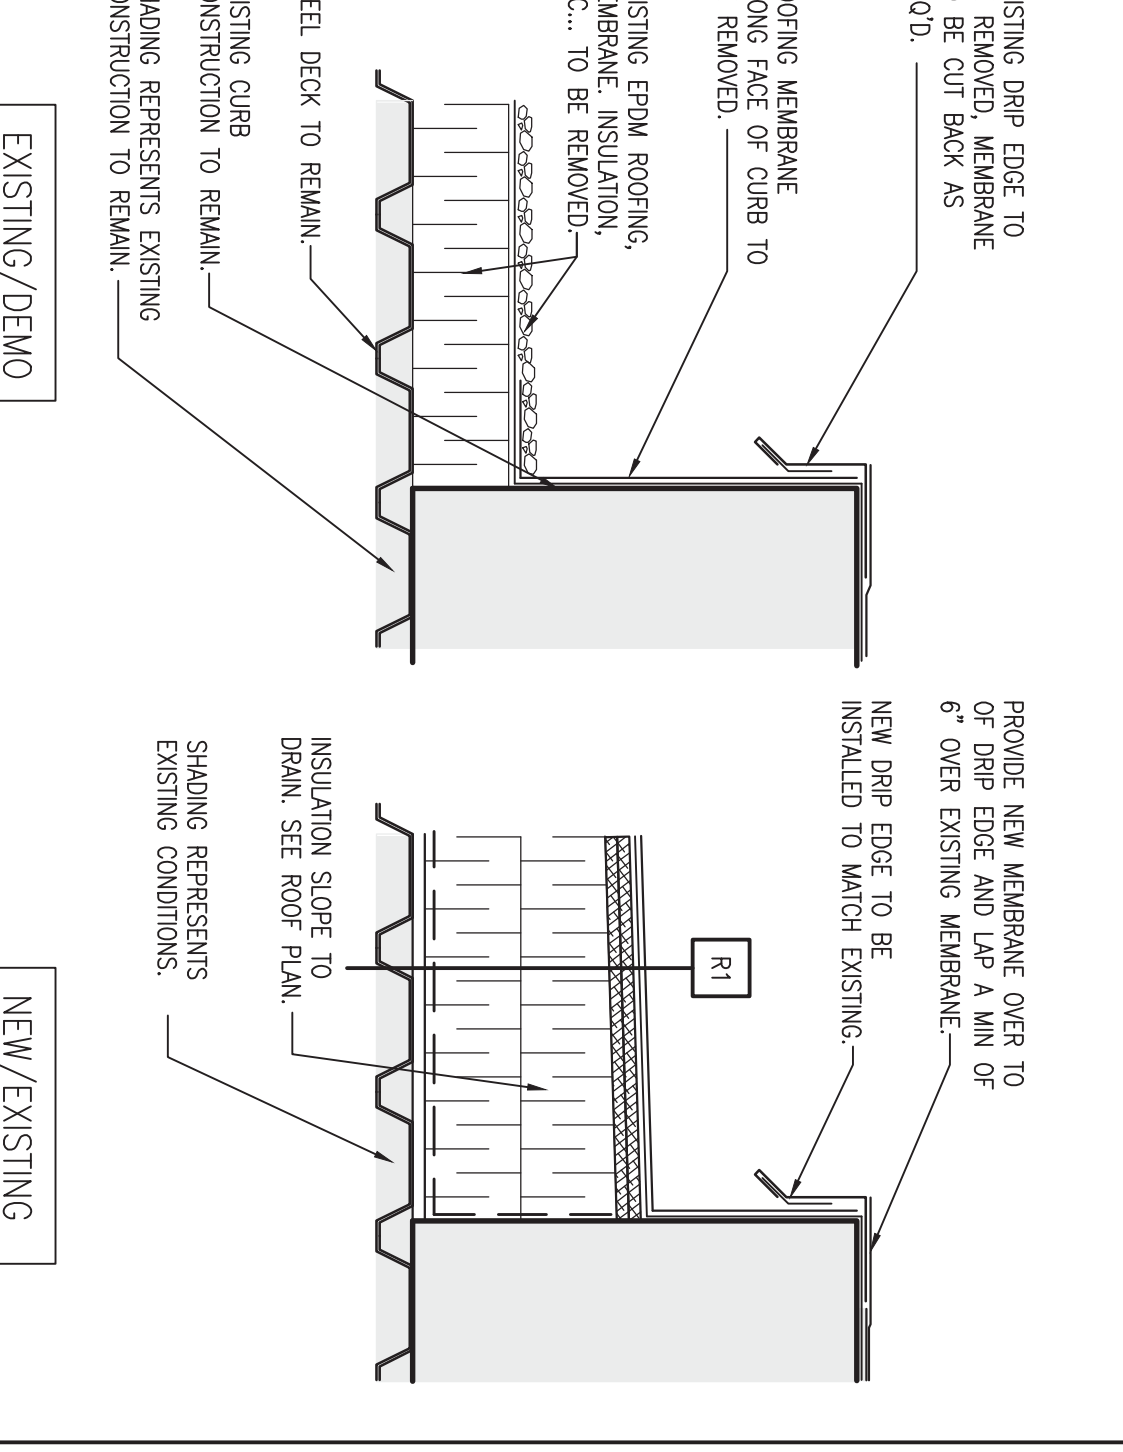 ISTING DRIP EDGE TO
REMOVED, MEMBRANE
BE CUT BACK AS
Q'D.
OOFING MEMBRANE
ONG FACE OF CURB TO
REMOVED.
ISTING EPDM ROOFING,
EMBRANE. INSULATION,
C... TO BE REMOVED.
EEL DECK TO REMAIN.
ISTING CURB
ONSTRUCTION TO REMAIN.
HADING REPRESENTS EXISTING
ONSTRUCTION TO REMAIN.
EXISTING/DEMO
PROVIDE NEW MEMBRANE OVER TO
OF DRIP EDGE AND LAP A MIN OF
6" OVER EXISTING MEMBRANE.
NEW DRIP EDGE TO BE
INSTALLED TO MATCH EXISTING.
R1
INSULATION SLOPE TO
DRAIN. SEE ROOF PLAN.
SHADING REPRESENTS
EXISTING CONDITIONS.
NEW/EXISTING